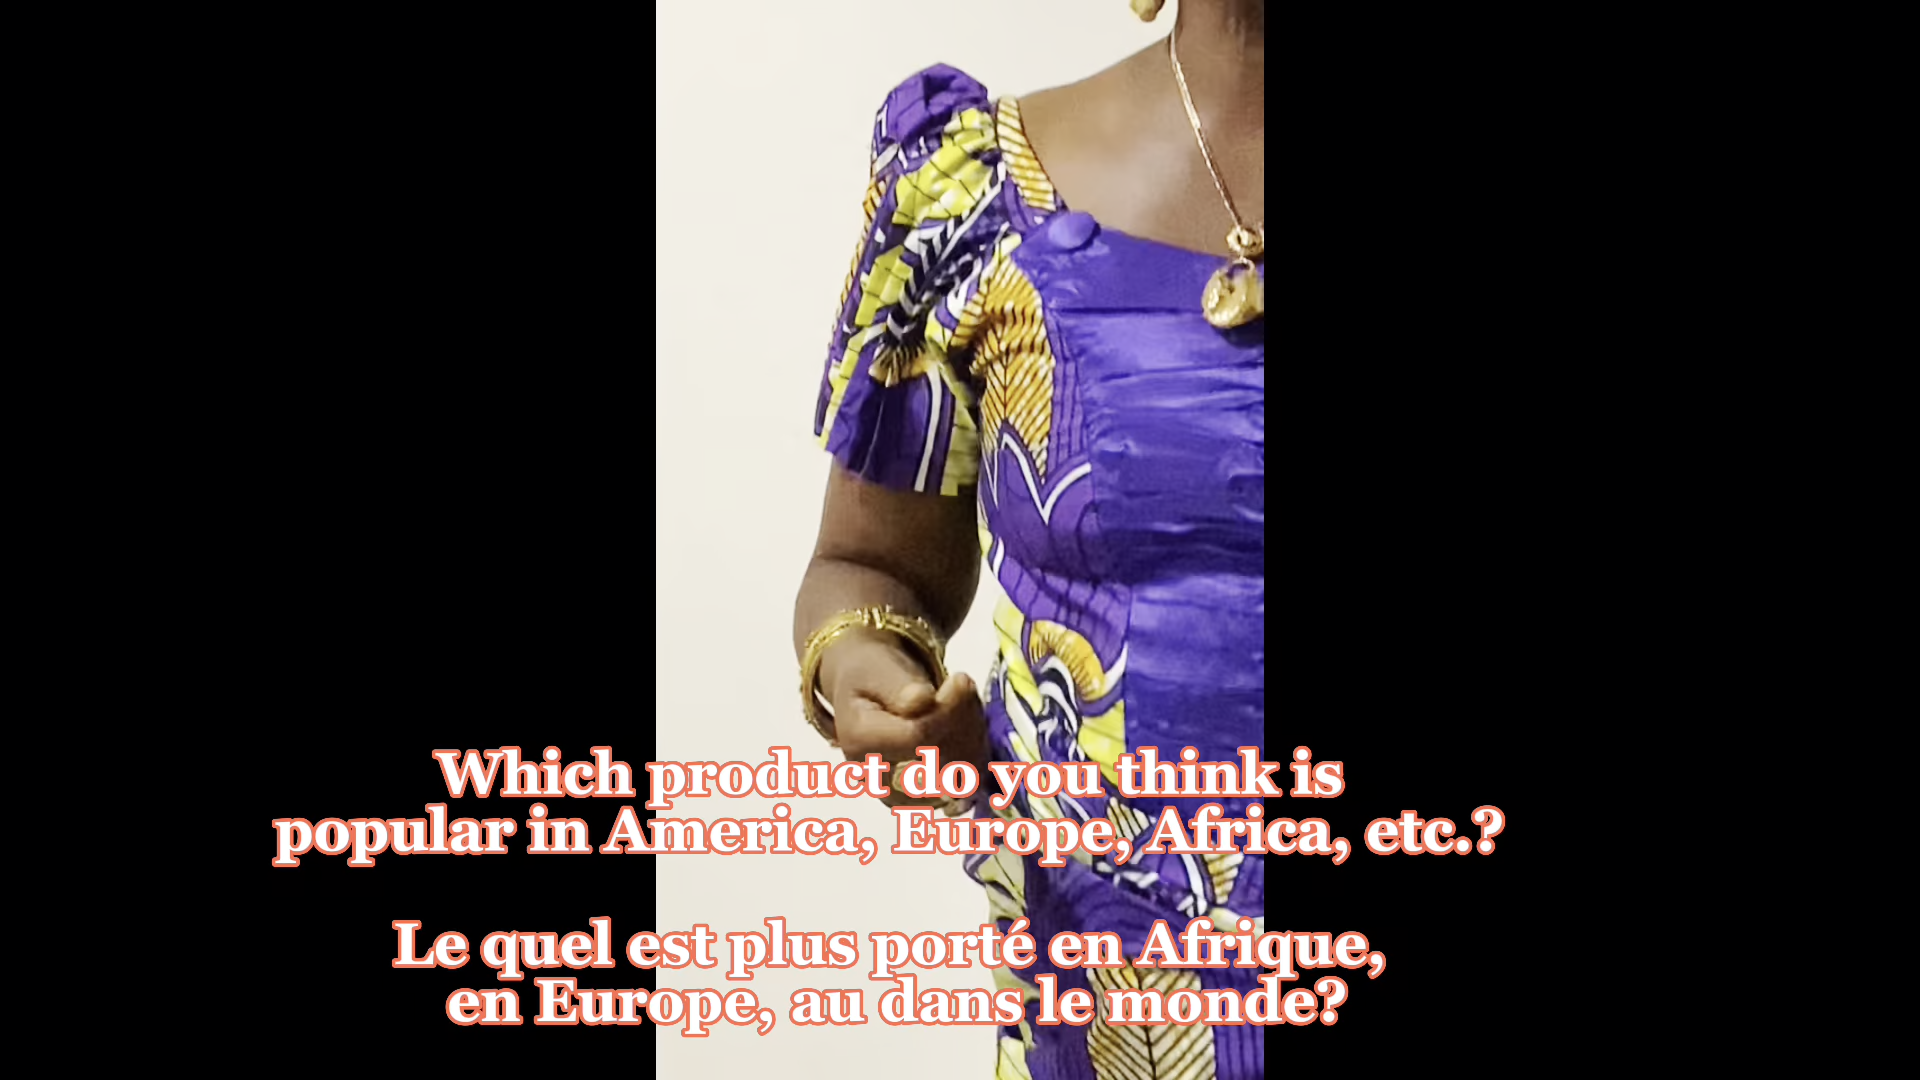 Which product do you think is
popular in America, Europe, Africa, etc.?
Le quel est plus porté en Afrique,
en Europe, au dans le monde?